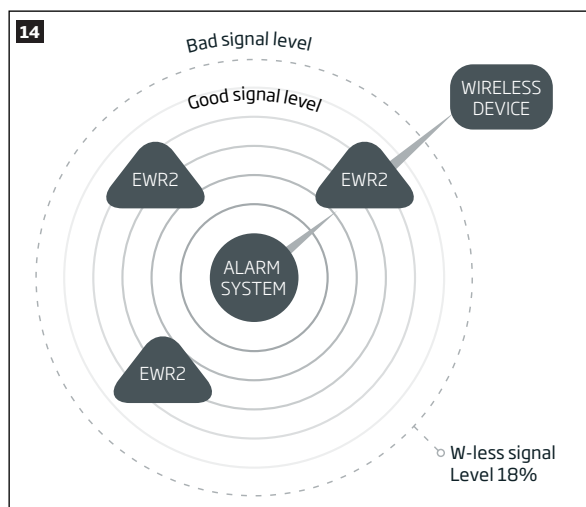 14
Bad signal level
Good signal level
WIRELESS
DEVICE
EWR2
EWR2
ALARM
SYSTEM
EWR2
W-less signal
Level 18%